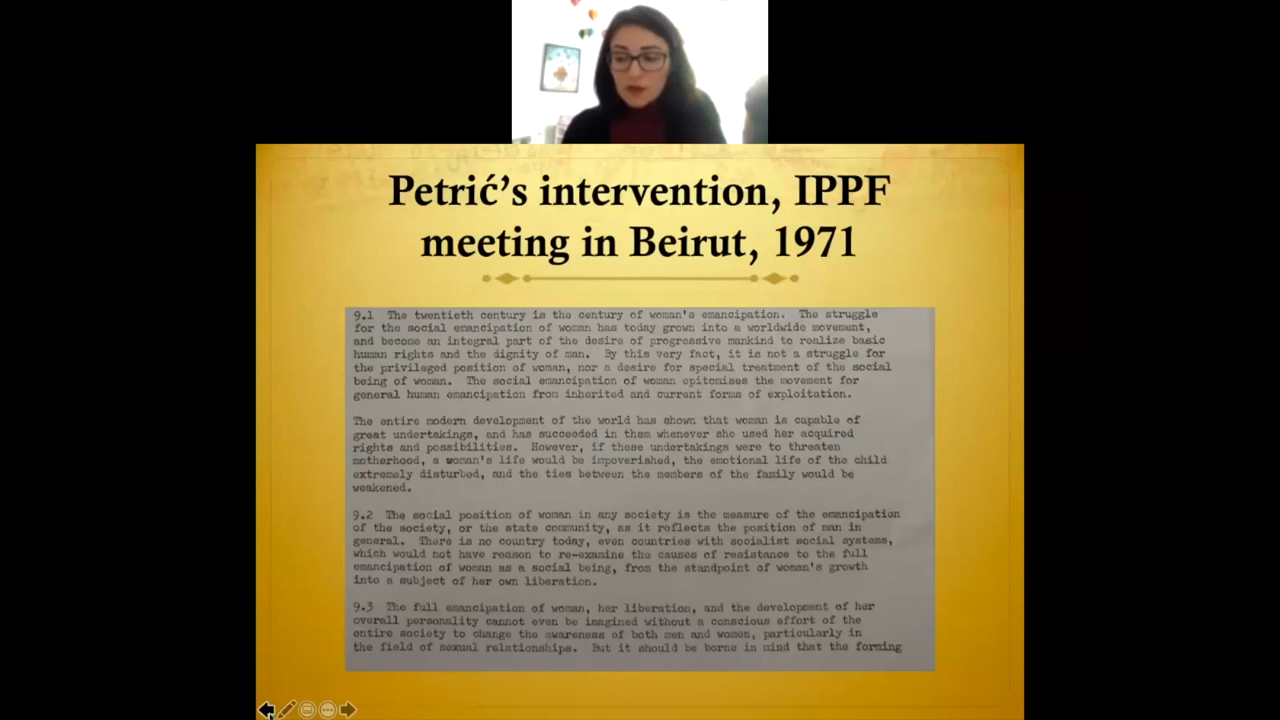 Petrić’s intervention, IPPF
meeting in Beirut, 1971
9.1 The twentieth century is the century of woman's emancipation. The struggle
for the social emancipation of woman has today grown into a worldwide movement,
and become an integral part of the desire of progressive mankind to realize basic
human rights and the dignity of man. By this very fact, it is not a struggle for
the privileged position of woman, nor a desire for special treatment of the social
being of woman. The social emancipation of woman epitomises the movement for
general human emancipation from inherited and current forms of exploitation.
The entire modern development of the world has shown that woman is capable of
great undertakings, and has succeeded in them whenever she used her acquired
rights and possibilities. However, if these undertakings were to threaten
motherhood, a woman's life would be impoverished, the emotional life of the child
extremely disturbed, and the ties between the members of the family would be
weakened.
9.2 The social position of woman in any society is the measure of the emancipation
of the society, or the state community, as it reflects the position of man in
general. There is no country today, even countries with socialist social systems,
which would not have reason to re-examine the causes of resistance to the full
emancipation of woman as a social being, from the standpoint of woman's growth
into a subject of her own liberation.
9.3 The full emancipation of woman, her liberation, and the development of her
overall personality cannot even be imagined without a conscious effort of the
entire society to change the awareness of both men and women, particularly in
the field of sexual relationships. But it should be borne in mind that the forming